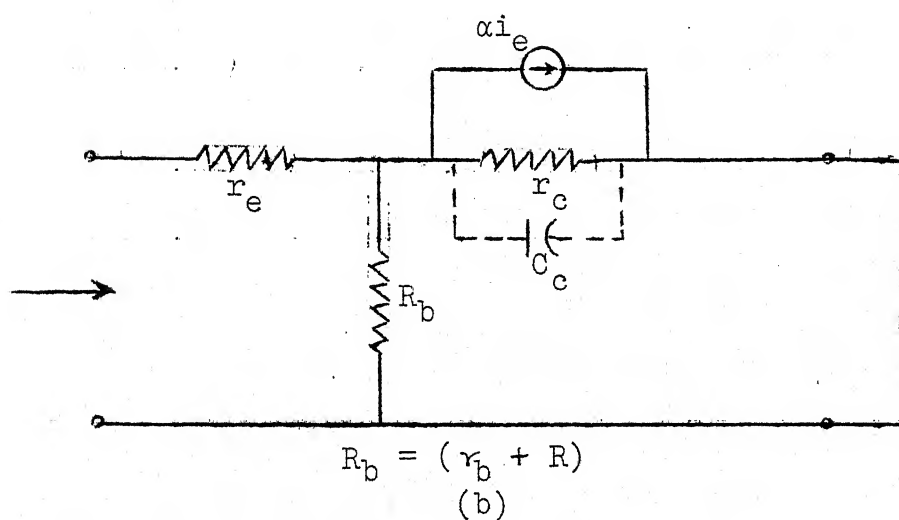 αi_e
r_e
r_c
C_c
R_b
R_b = (r_b + R)
(b)